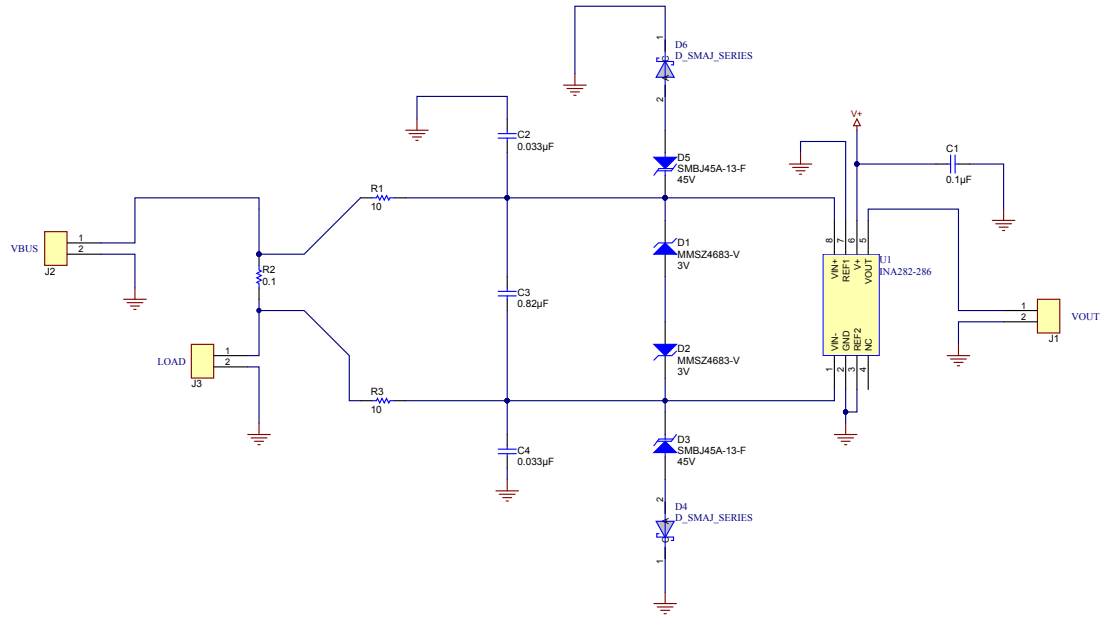 1
D6
D_SMAJ_SERIES
C
A
2
V+
C2
0.033µF
D5
SMBJ45A-13-F
45V
C1
0.1µF
R1
10
8
7
6
5
VIN+
REF1
V+
VOUT
U1
INA282-286
D1
MMSZ4683-V
3V
VBUS
1
2
J2
R2
0.1
C3
0.82µF
1
2
VOUT
J1
D2
MMSZ4683-V
3V
VIN-
GND
REF2
NC
1
2
3
4
LOAD
1
2
J3
R3
10
C4
0.033µF
D3
SMBJ45A-13-F
45V
2
D4
D_SMAJ_SERIES
A
C
1